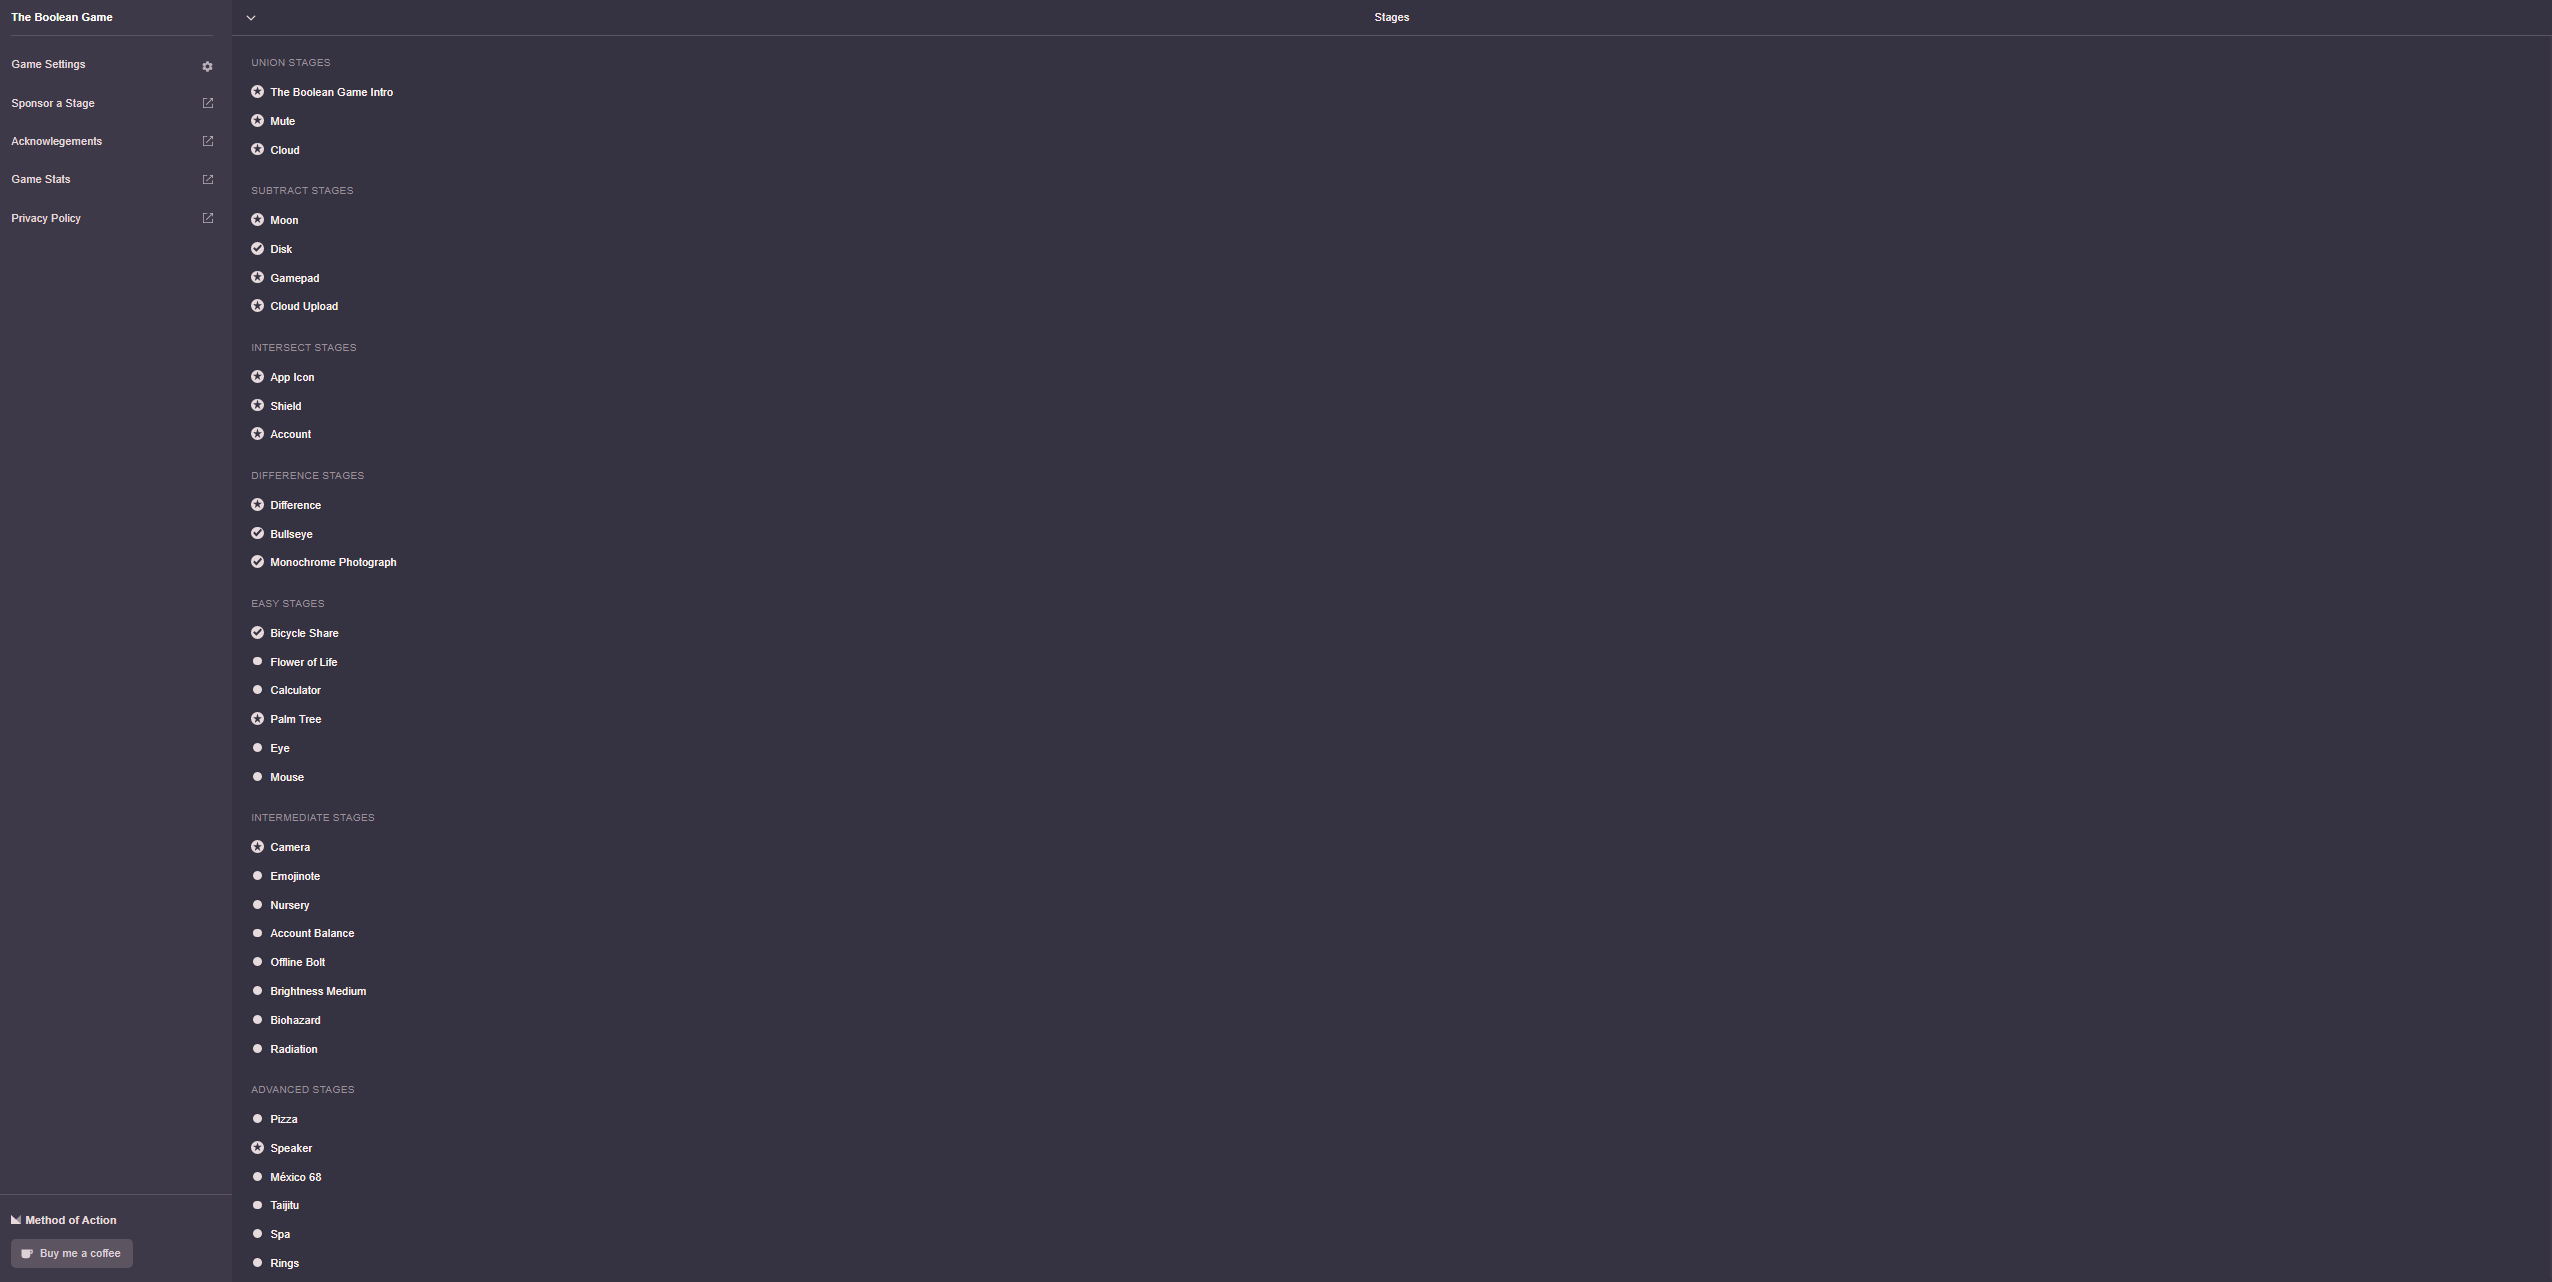 The Boolean Game
Game Settings
Sponsor a Stage
Acknowlegements
Game Stats
Privacy Policy
Method of Action
Buy me a coffee
Stages
UNION STAGES
The Boolean Game Intro
Mute
Cloud
SUBTRACT STAGES
Moon
Disk
Gamepad
Cloud Upload
INTERSECT STAGES
App Icon
Shield
Account
DIFFERENCE STAGES
Difference
Bullseye
Monochrome Photograph
EASY STAGES
Bicycle Share
Flower of Life
Calculator
Palm Tree
Eye
Mouse
INTERMEDIATE STAGES
Camera
Emojinote
Nursery
Account Balance
Offline Bolt
Brightness Medium
Biohazard
Radiation
ADVANCED STAGES
Pizza
Speaker
México 68
Taijitu
Spa
Rings